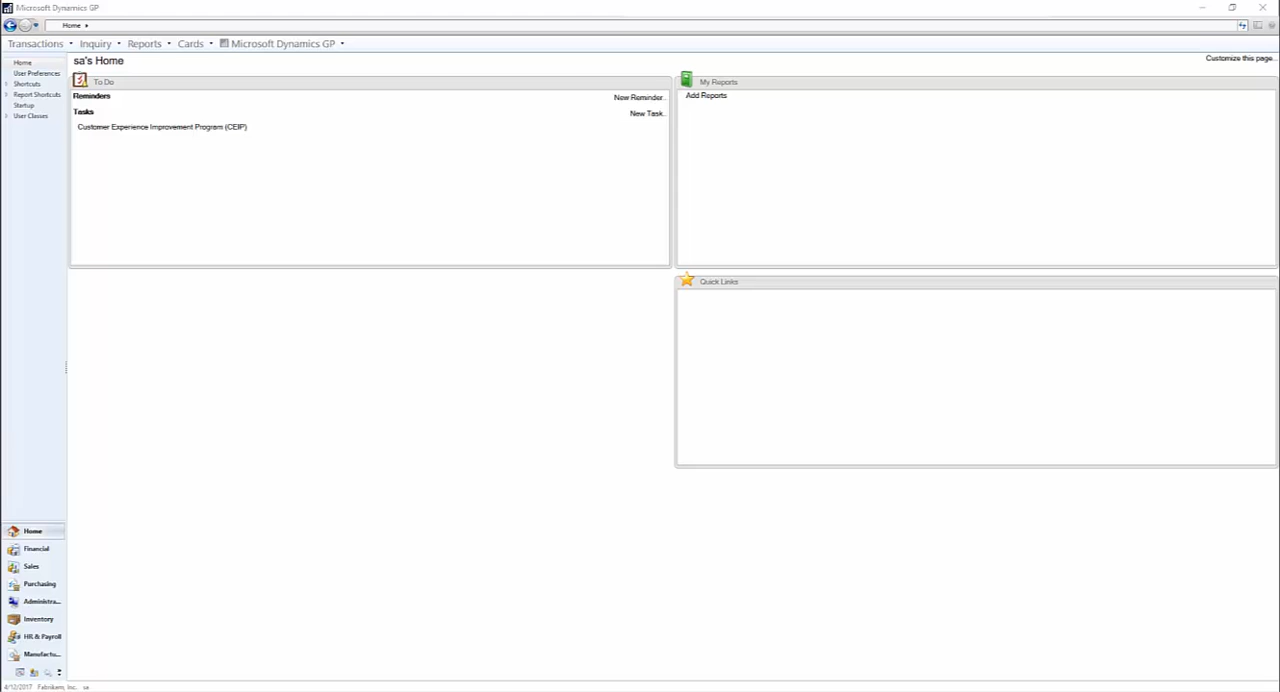 Microsoft Dynamics GP
Home
Transactions Inquiry Reports Cards Microsoft Dynamics GP
Home
User Preferences
Shortcuts
Report Shortcuts
Startup
User Classes
sa's Home
Customize this page...
To Do
Reminders
New Reminder..
Tasks
New Task..
Customer Experience Improvement Program (CEIP)
My Reports
Add Reports
Quick Links
Home
Financial
Sales
Purchasing
Administra...
Inventory
HR & Payroll
Manufactu...
4/12/2017 Fabrikam, Inc. sa